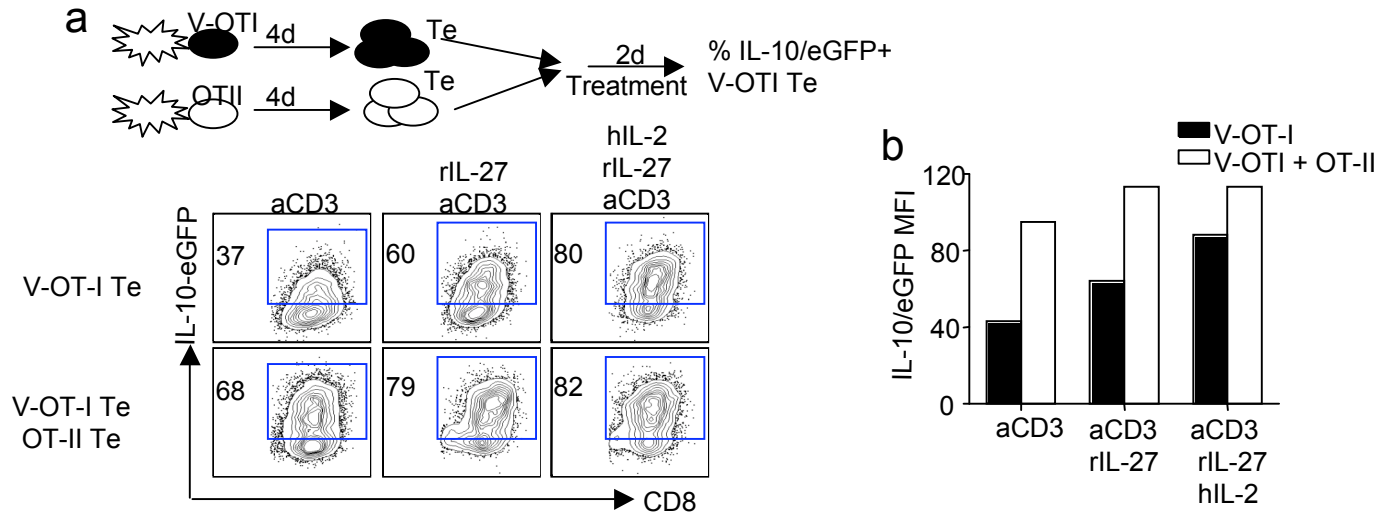 a
V-OTI
4d
Te
OTII
4d
Te
2d
Treatment
% IL-10/eGFP+
V-OTI Te
aCD3
rIL-27
aCD3
hIL-2
rIL-27
aCD3
IL-10-eGFP
V-OT-I Te
37
60
80
V-OT-I Te
OT-II Te
68
79
82
CD8
b
V-OT-I
V-OTI + OT-II
IL-10/eGFP MFI
120
80
40
0
aCD3
aCD3
rIL-27
aCD3
rIL-27
hIL-2